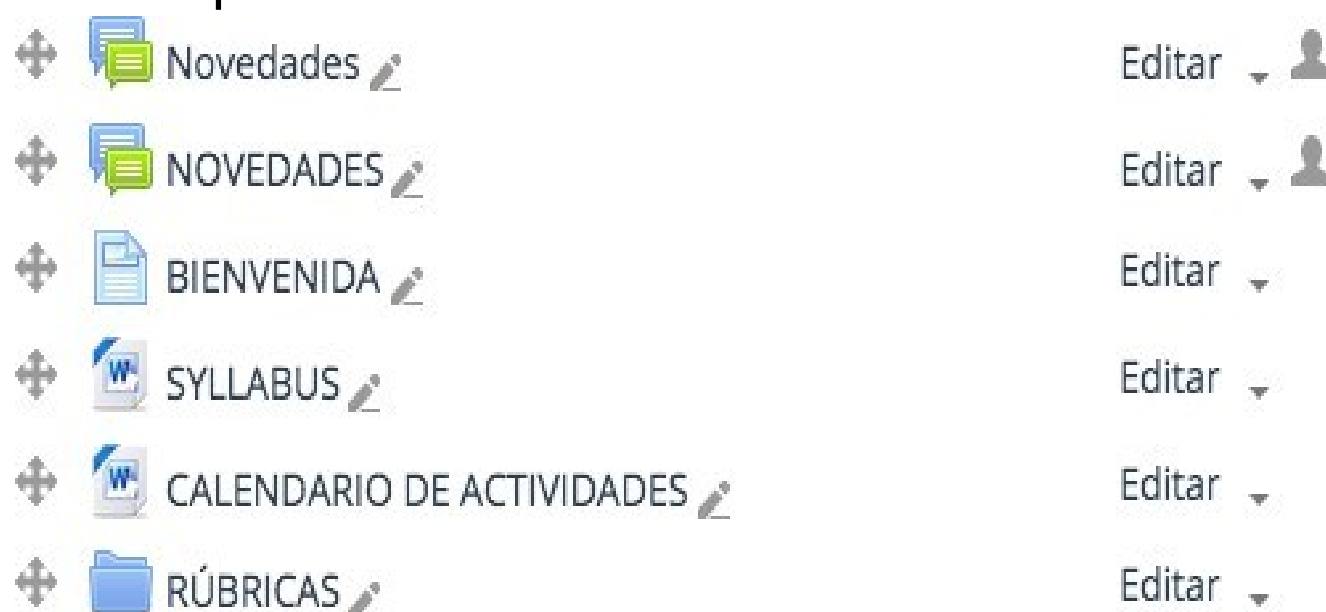 Novedades Editar
NOVEDADES Editar
BIENVENIDA Editar
SYLLABUS Editar
CALENDARIO DE ACTIVIDADES Editar
RÚBRICAS Editar